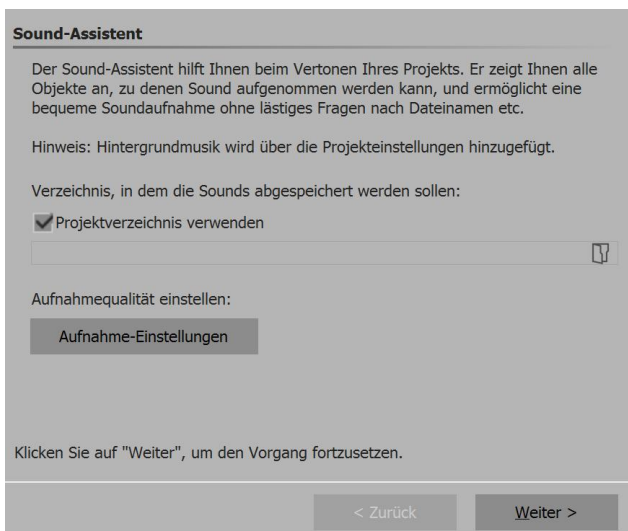 Sound-Assistent
Der Sound-Assistent hilft Ihnen beim Vertonen Ihres Projekts. Er zeigt Ihnen alle
Objekte an, zu denen Sound aufgenommen werden kann, und ermöglicht eine
bequeme Soundaufnahme ohne lästiges Fragen nach Dateinamen etc.
Hinweis: Hintergrundmusik wird über die Projekteinstellungen hinzugefügt.
Verzeichnis, in dem die Sounds abgespeichert werden sollen:
Projektverzeichnis verwenden
Aufnahmequalität einstellen:
Aufnahme-Einstellungen
Klicken Sie auf "Weiter", um den Vorgang fortzusetzen.
< Zurück Weiter >